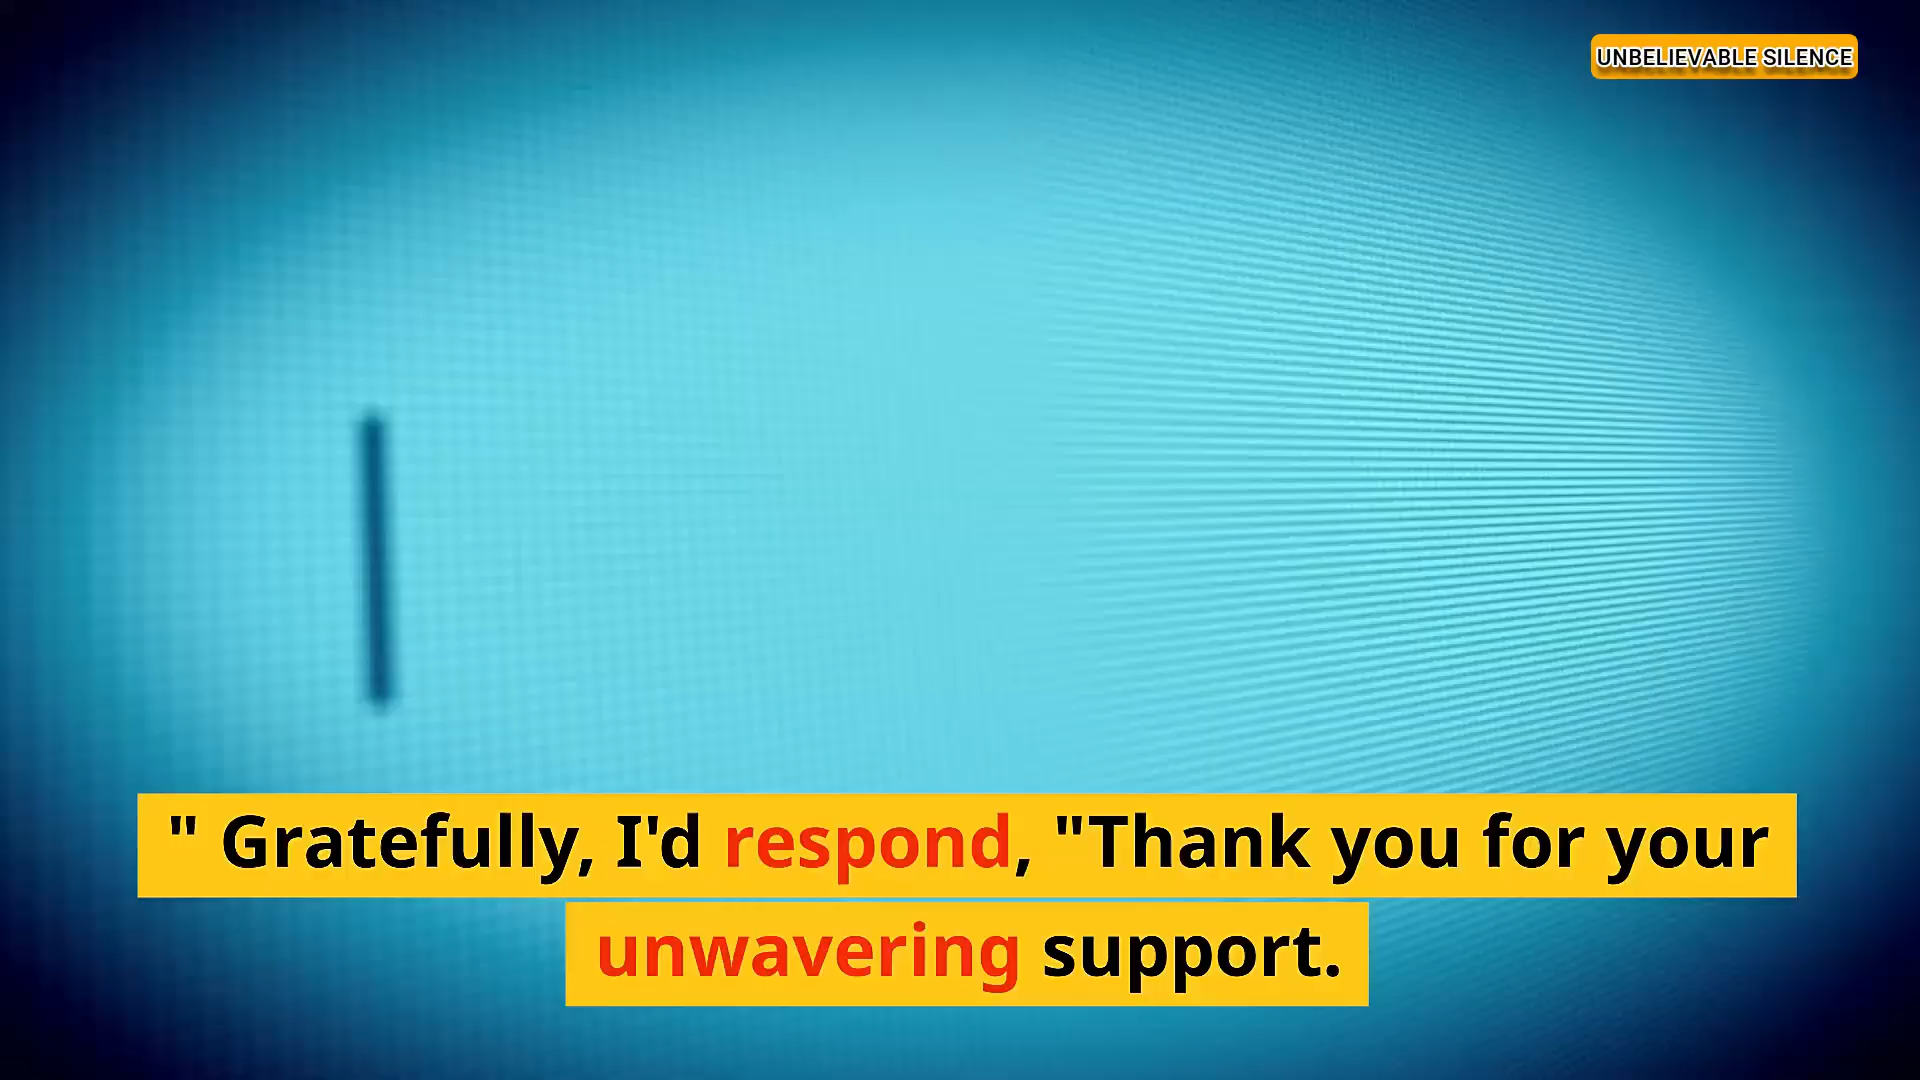 UNBELIEVABLE SILENCE
" Gratefully, I'd respond, "Thank you for your
unwavering support.